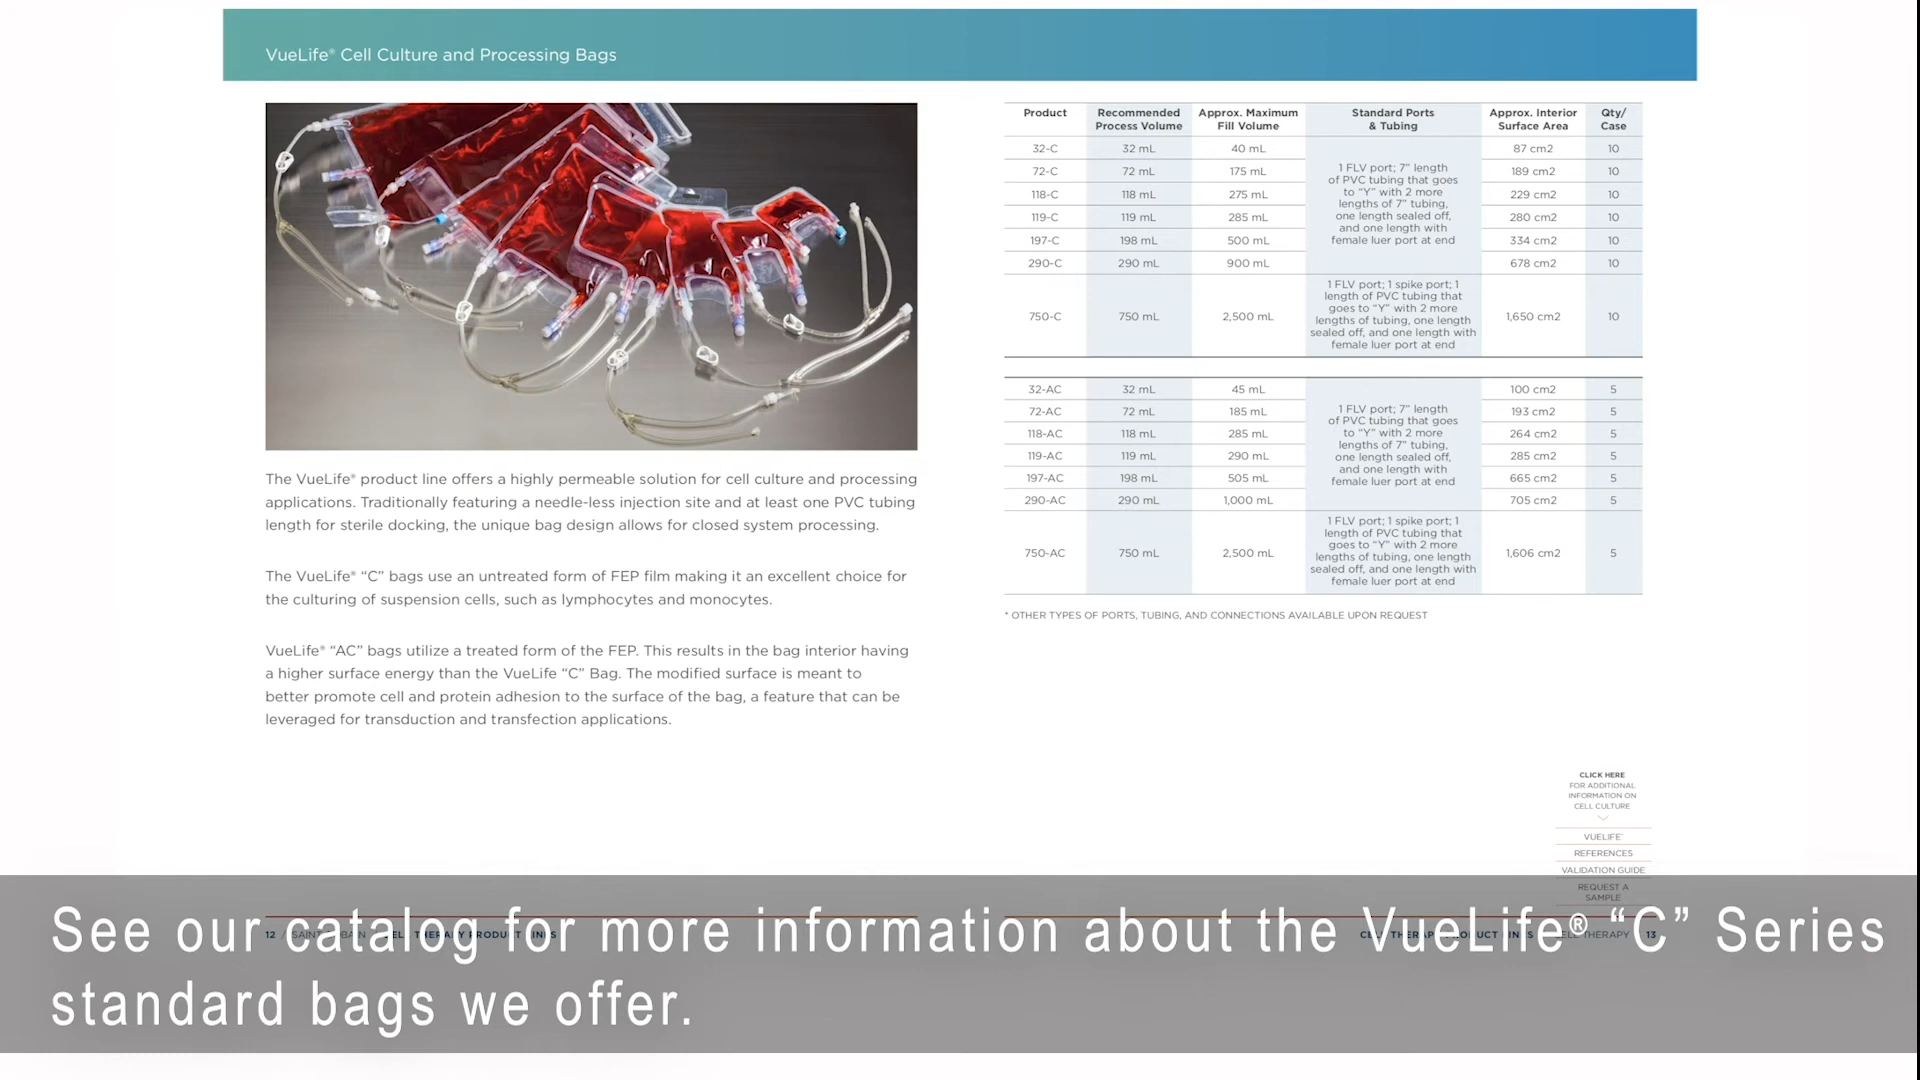 VueLife® Cell Culture and Processing Bags
The VueLife® product line offers a highly permeable solution for cell culture and processing
applications. Traditionally featuring a needle-less injection site and at least one PVC tubing
length for sterile docking, the unique bag design allows for closed system processing.
The VueLife® “C” bags use an untreated form of FEP film making it an excellent choice for
the culturing of suspension cells, such as lymphocytes and monocytes.
VueLife® “AC” bags utilize a treated form of the FEP. This results in the bag interior having
a higher surface energy than the VueLife “C” Bag. The modified surface is meant to
better promote cell and protein adhesion to the surface of the bag, a feature that can be
leveraged for transduction and transfection applications.
Product Recommended Process Volume Approx. Maximum Fill Volume Standard Ports & Tubing Approx. Interior Surface Area Qty/ Case
32-C 32 mL 40 mL 87 cm2 10
72-C 72 mL 175 mL 189 cm2 10
118-C 118 mL 275 mL 229 cm2 10
119-C 119 mL 285 mL 280 cm2 10
197-C 198 mL 500 mL 334 cm2 10
290-C 290 mL 900 mL 678 cm2 10
1 FLV port; 7” length
of PVC tubing that goes
to “Y” with 2 more
lengths of 7” tubing,
one length sealed off,
and one length with
female luer port at end
750-C 750 mL 2,500 mL 1,650 cm2 10
1 FLV port; 1 spike port; 1
length of PVC tubing that
goes to “Y” with 2 more
lengths of tubing, one length
sealed off, and one length with
female luer port at end
32-AC 32 mL 45 mL 100 cm2 5
72-AC 72 mL 185 mL 193 cm2 5
118-AC 118 mL 285 mL 264 cm2 5
119-AC 119 mL 290 mL 285 cm2 5
197-AC 198 mL 505 mL 665 cm2 5
290-AC 290 mL 1,000 mL 705 cm2 5
1 FLV port; 7” length
of PVC tubing that goes
to “Y” with 2 more
lengths of 7” tubing,
one length sealed off,
and one length with
female luer port at end
750-AC 750 mL 2,500 mL 1,606 cm2 5
1 FLV port; 1 spike port; 1
length of PVC tubing that
goes to “Y” with 2 more
lengths of tubing, one length
sealed off, and one length with
female luer port at end
* OTHER TYPES OF PORTS, TUBING, AND CONNECTIONS AVAILABLE UPON REQUEST
CLICK HERE
FOR ADDITIONAL
INFORMATION ON
CELL CULTURE
VUELIFE®
REFERENCES
VALIDATION GUIDE
REQUEST A
SAMPLE
12 /
THERAPY 13
See our catalog for more information about the VueLife® “C” Series
standard bags we offer.